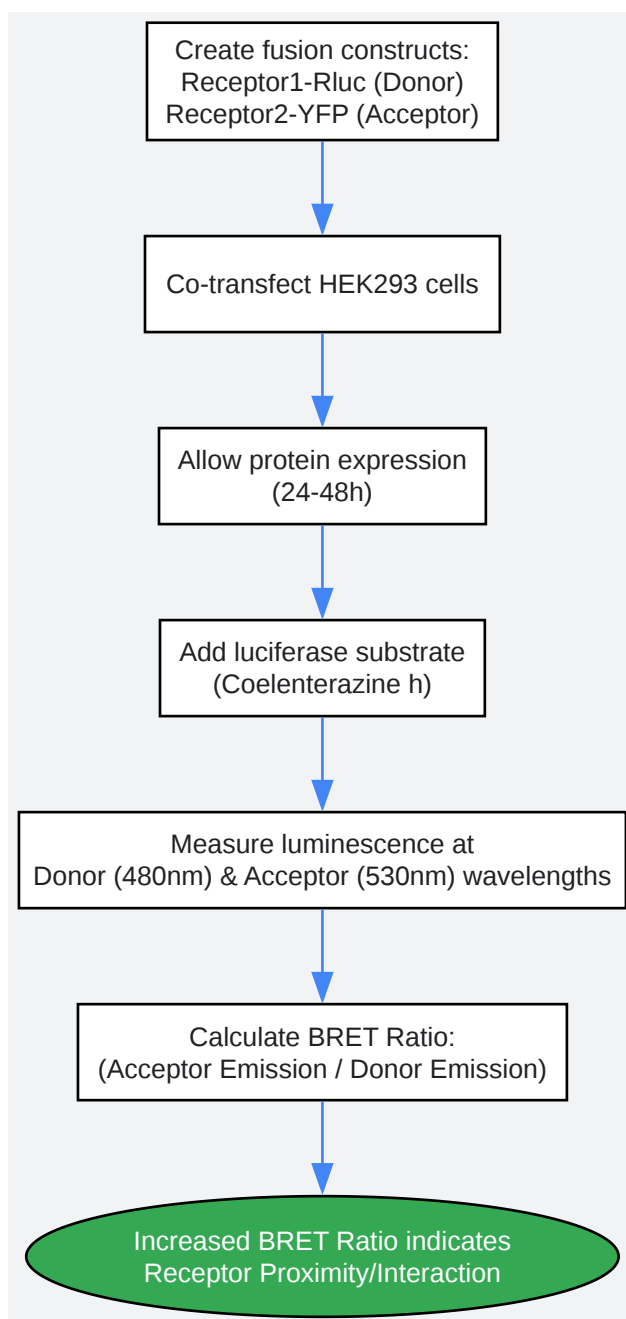 Create fusion constructs:
Receptor1-Rluc (Donor)
Receptor2-YFP (Acceptor)
Co-transfect HEK293 cells
Allow protein expression
(24-48h)
Add luciferase substrate
(Coelenterazine h)
Measure luminescence at
Donor (480nm) & Acceptor (530nm) wavelengths
Calculate BRET Ratio:
(Acceptor Emission / Donor Emission)
Increased BRET Ratio indicates
Receptor Proximity/Interaction